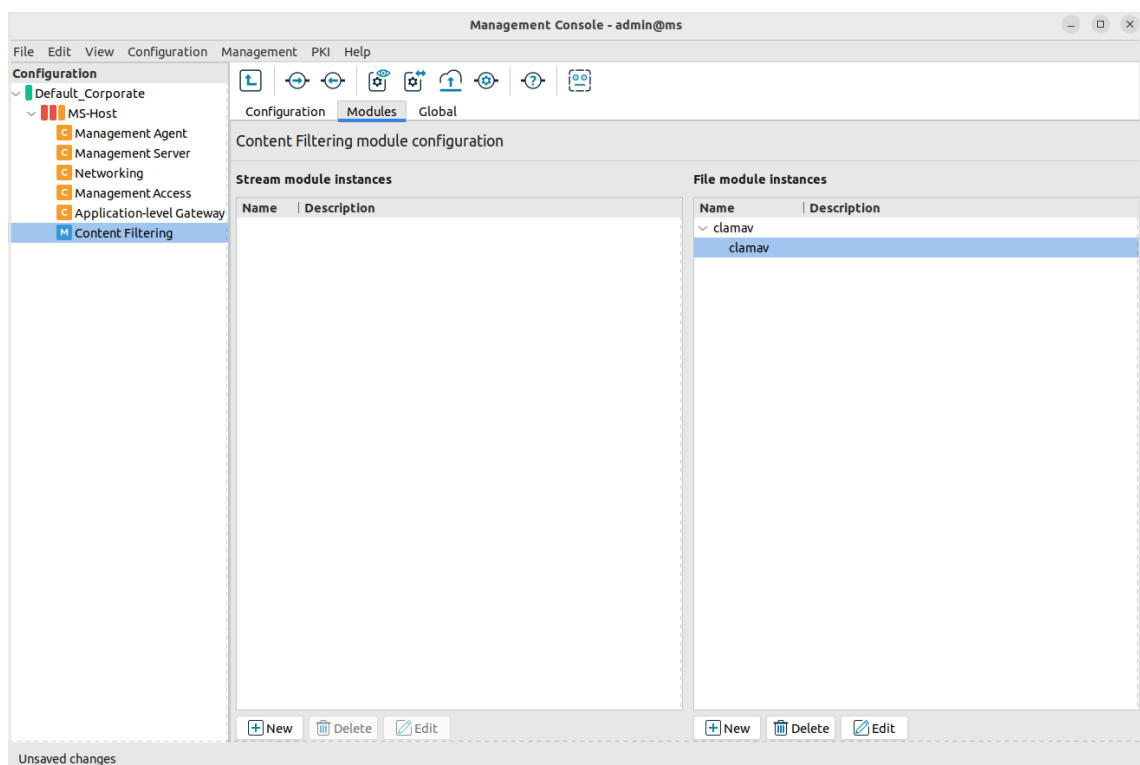 Management Console - admin@ms
File Edit View Configuration Management PKI Help
Configuration
Default_Corporate
MS-Host
C Management Agent
C Management Server
C Networking
C Management Access
C Application-level Gateway
M Content Filtering
Configuration Modules Global
Content Filtering module configuration
Stream module instances
Name Description
New Delete Edit
File module instances
Name Description
clamav
clamav
New Delete Edit
Unsaved changes